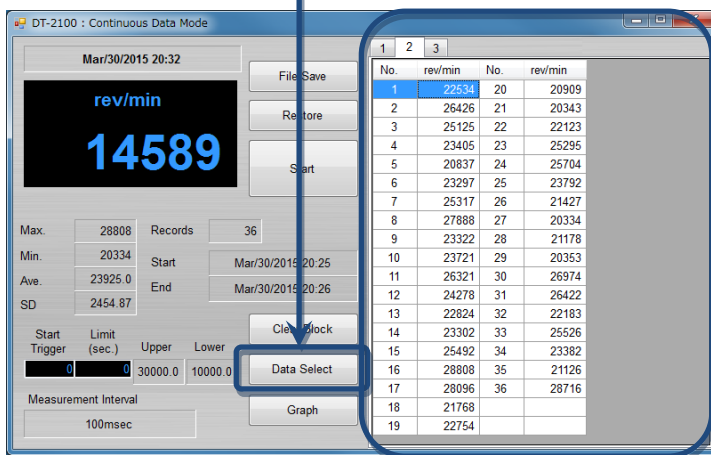 DT-2100 : Continuous Data Mode
Mar/30/2015 20:32
rev/min
14589
File Save
Restore
Start
Max. 28808 Records 36
Min. 20334 Start Mar/30/2015 20:25
Ave. 23925.0 End Mar/30/2015 20:26
SD 2454.87
Clear Block
Start Trigger Limit (sec.) Upper Lower
0 0 30000.0 10000.0
Data Select
Measurement Interval
100msec
Graph
1 2 3
No. rev/min No. rev/min
1 22534 20 20909
2 26426 21 20343
3 25125 22 22123
4 23405 23 25295
5 20837 24 25704
6 23297 25 23792
7 25317 26 21427
8 27888 27 20334
9 23322 28 21178
10 23721 29 20353
11 26321 30 26974
12 24278 31 26422
13 22824 32 22183
14 23302 33 25526
15 25492 34 23382
16 28808 35 21126
17 28096 36 28716
18 21768
19 22754